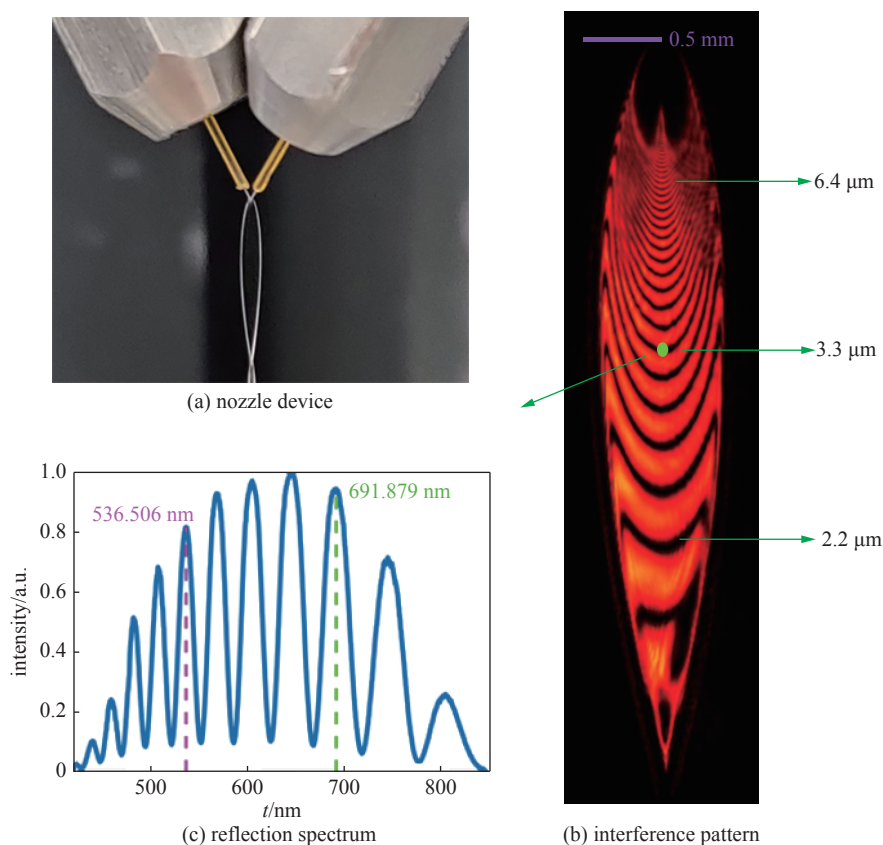 0.5 mm
6.4 μm
3.3 μm
2.2 μm
(a) nozzle device
1.0
0.8
0.6
0.4
0.2
0
intensity/a.u.
536.506 nm
691.879 nm
500
600
700
800
t/nm
(c) reflection spectrum
(b) interference pattern